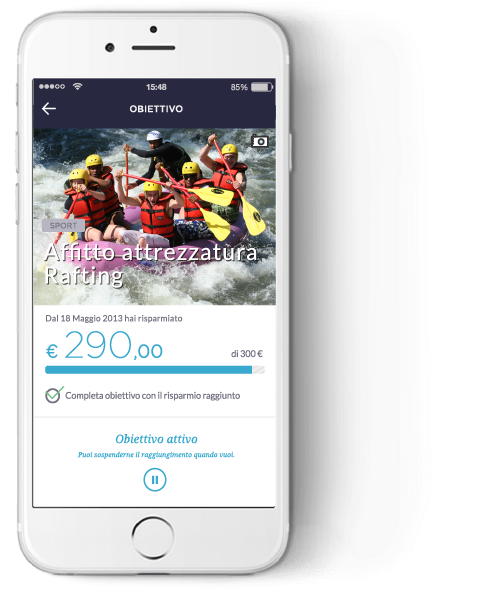 15:48
85%
OBIETTIVO
SPORT
Affitto attrezzatura
Rafting
Dal 18 Maggio 2013 hai risparmiato
€ 290,00
di 300 €
Completa obiettivo con il risparmio raggiunto
Obiettivo attivo
Puoi sospenderne il raggiungimento quando vuoi.